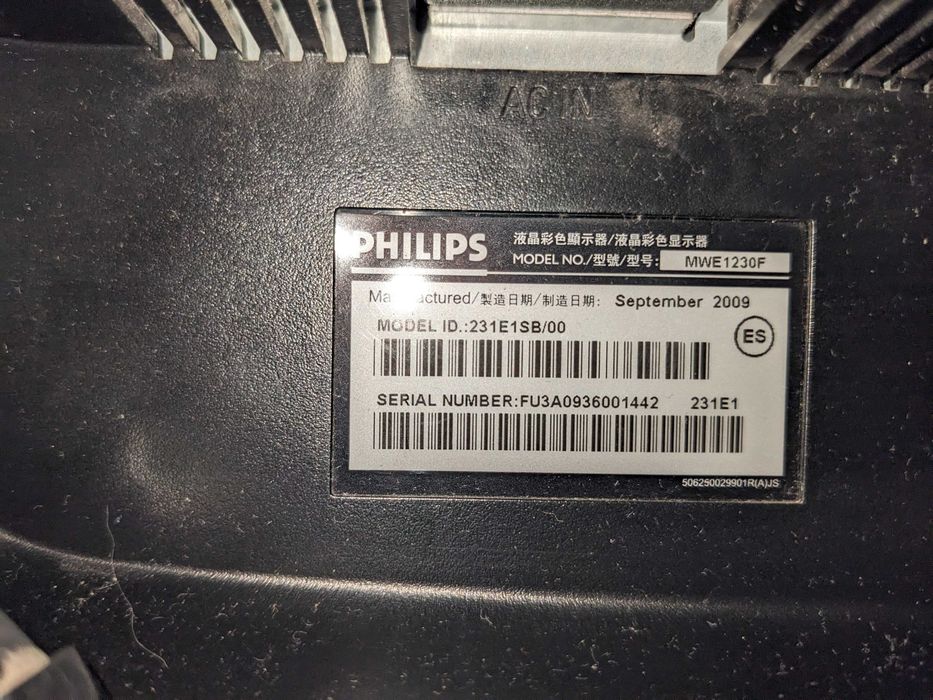 AC IN
PHILIPS
液晶彩色顯示器/液晶彩色显示器
MODEL NO./型號/型号: MWE1230F
Manufactured/製造日期/制造日期: September 2009
MODEL ID.:231E1SB/00
ES
SERIAL NUMBER:FU3A0936001442 231E1
506250029901R(A)JS